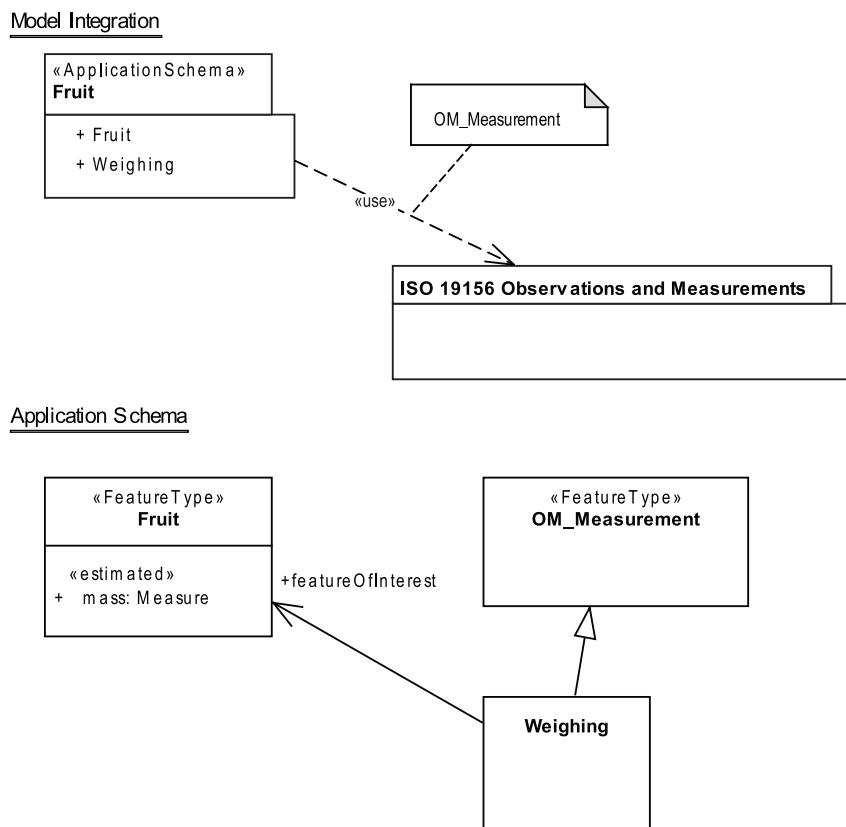 Model Integration
«ApplicationSchema»
Fruit
+ Fruit
+ Weighing
OM_Measurement
«use»
ISO 19156 Observations and Measurements
Application Schema
«FeatureType»
Fruit
«estimated»
+ mass: Measure
+featureOfInterest
«FeatureType»
OM_Measurement
Weighing